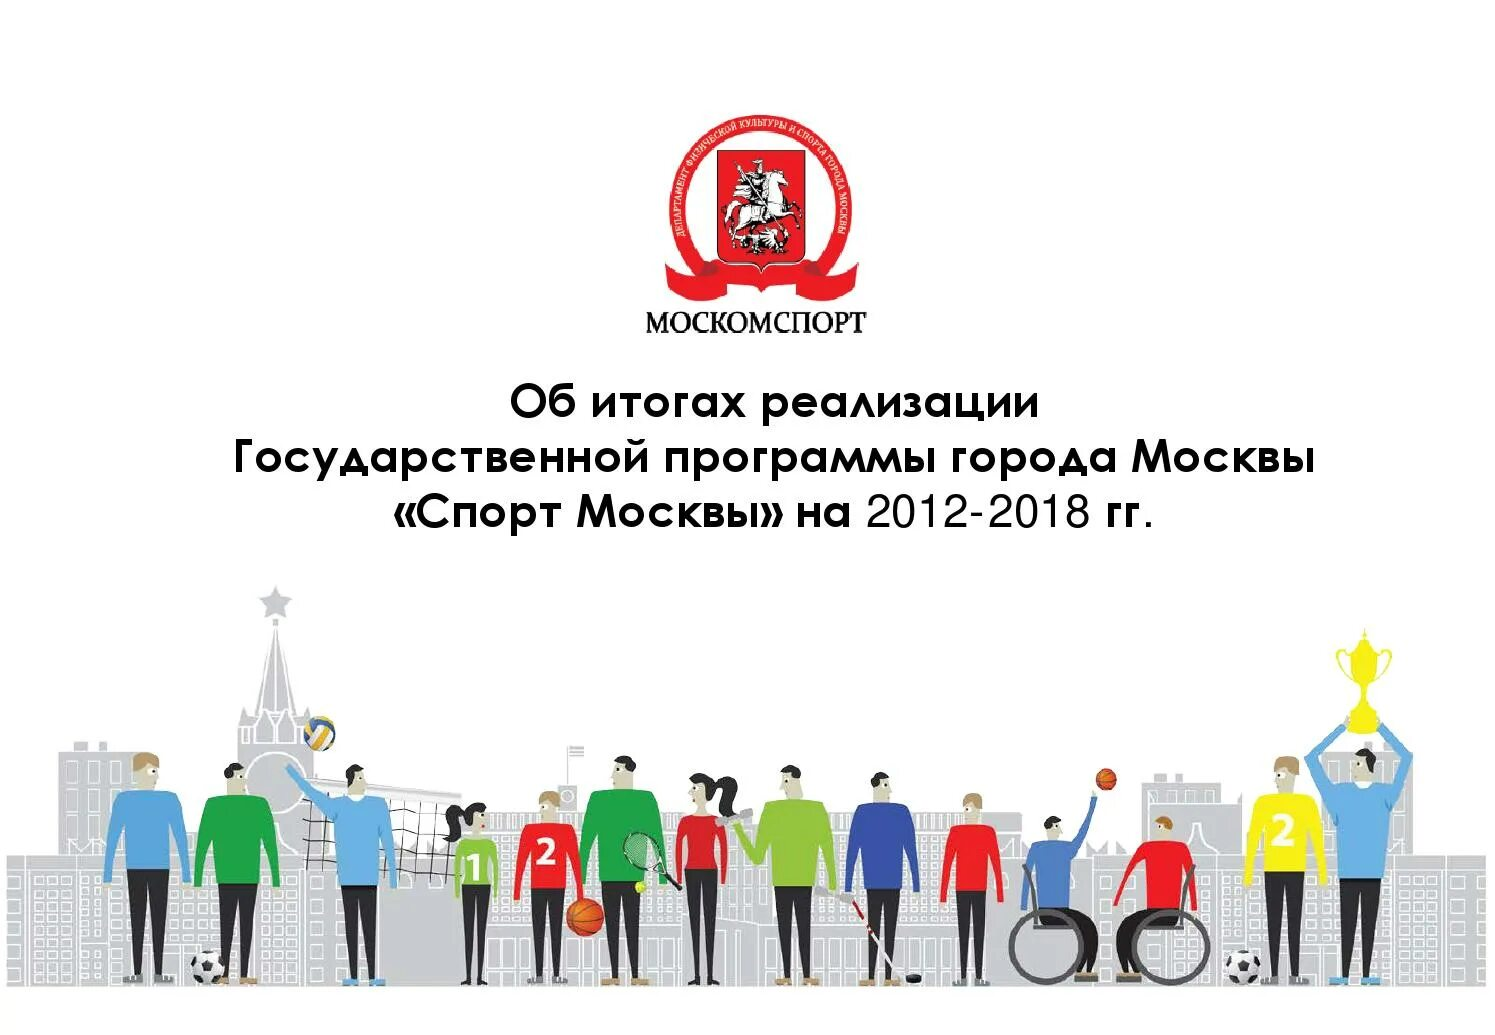 ДЕПАРТАМЕНТ ФИЗИЧЕСКОЙ КУЛЬТУРЫ И СПОРТА ГОРОДА МОСКВЫ
МОСКОМСПОРТ
Об итогах реализации
Государственной программы города Москвы
«Спорт Москвы» на 2012-2018 гг.
1
2
2